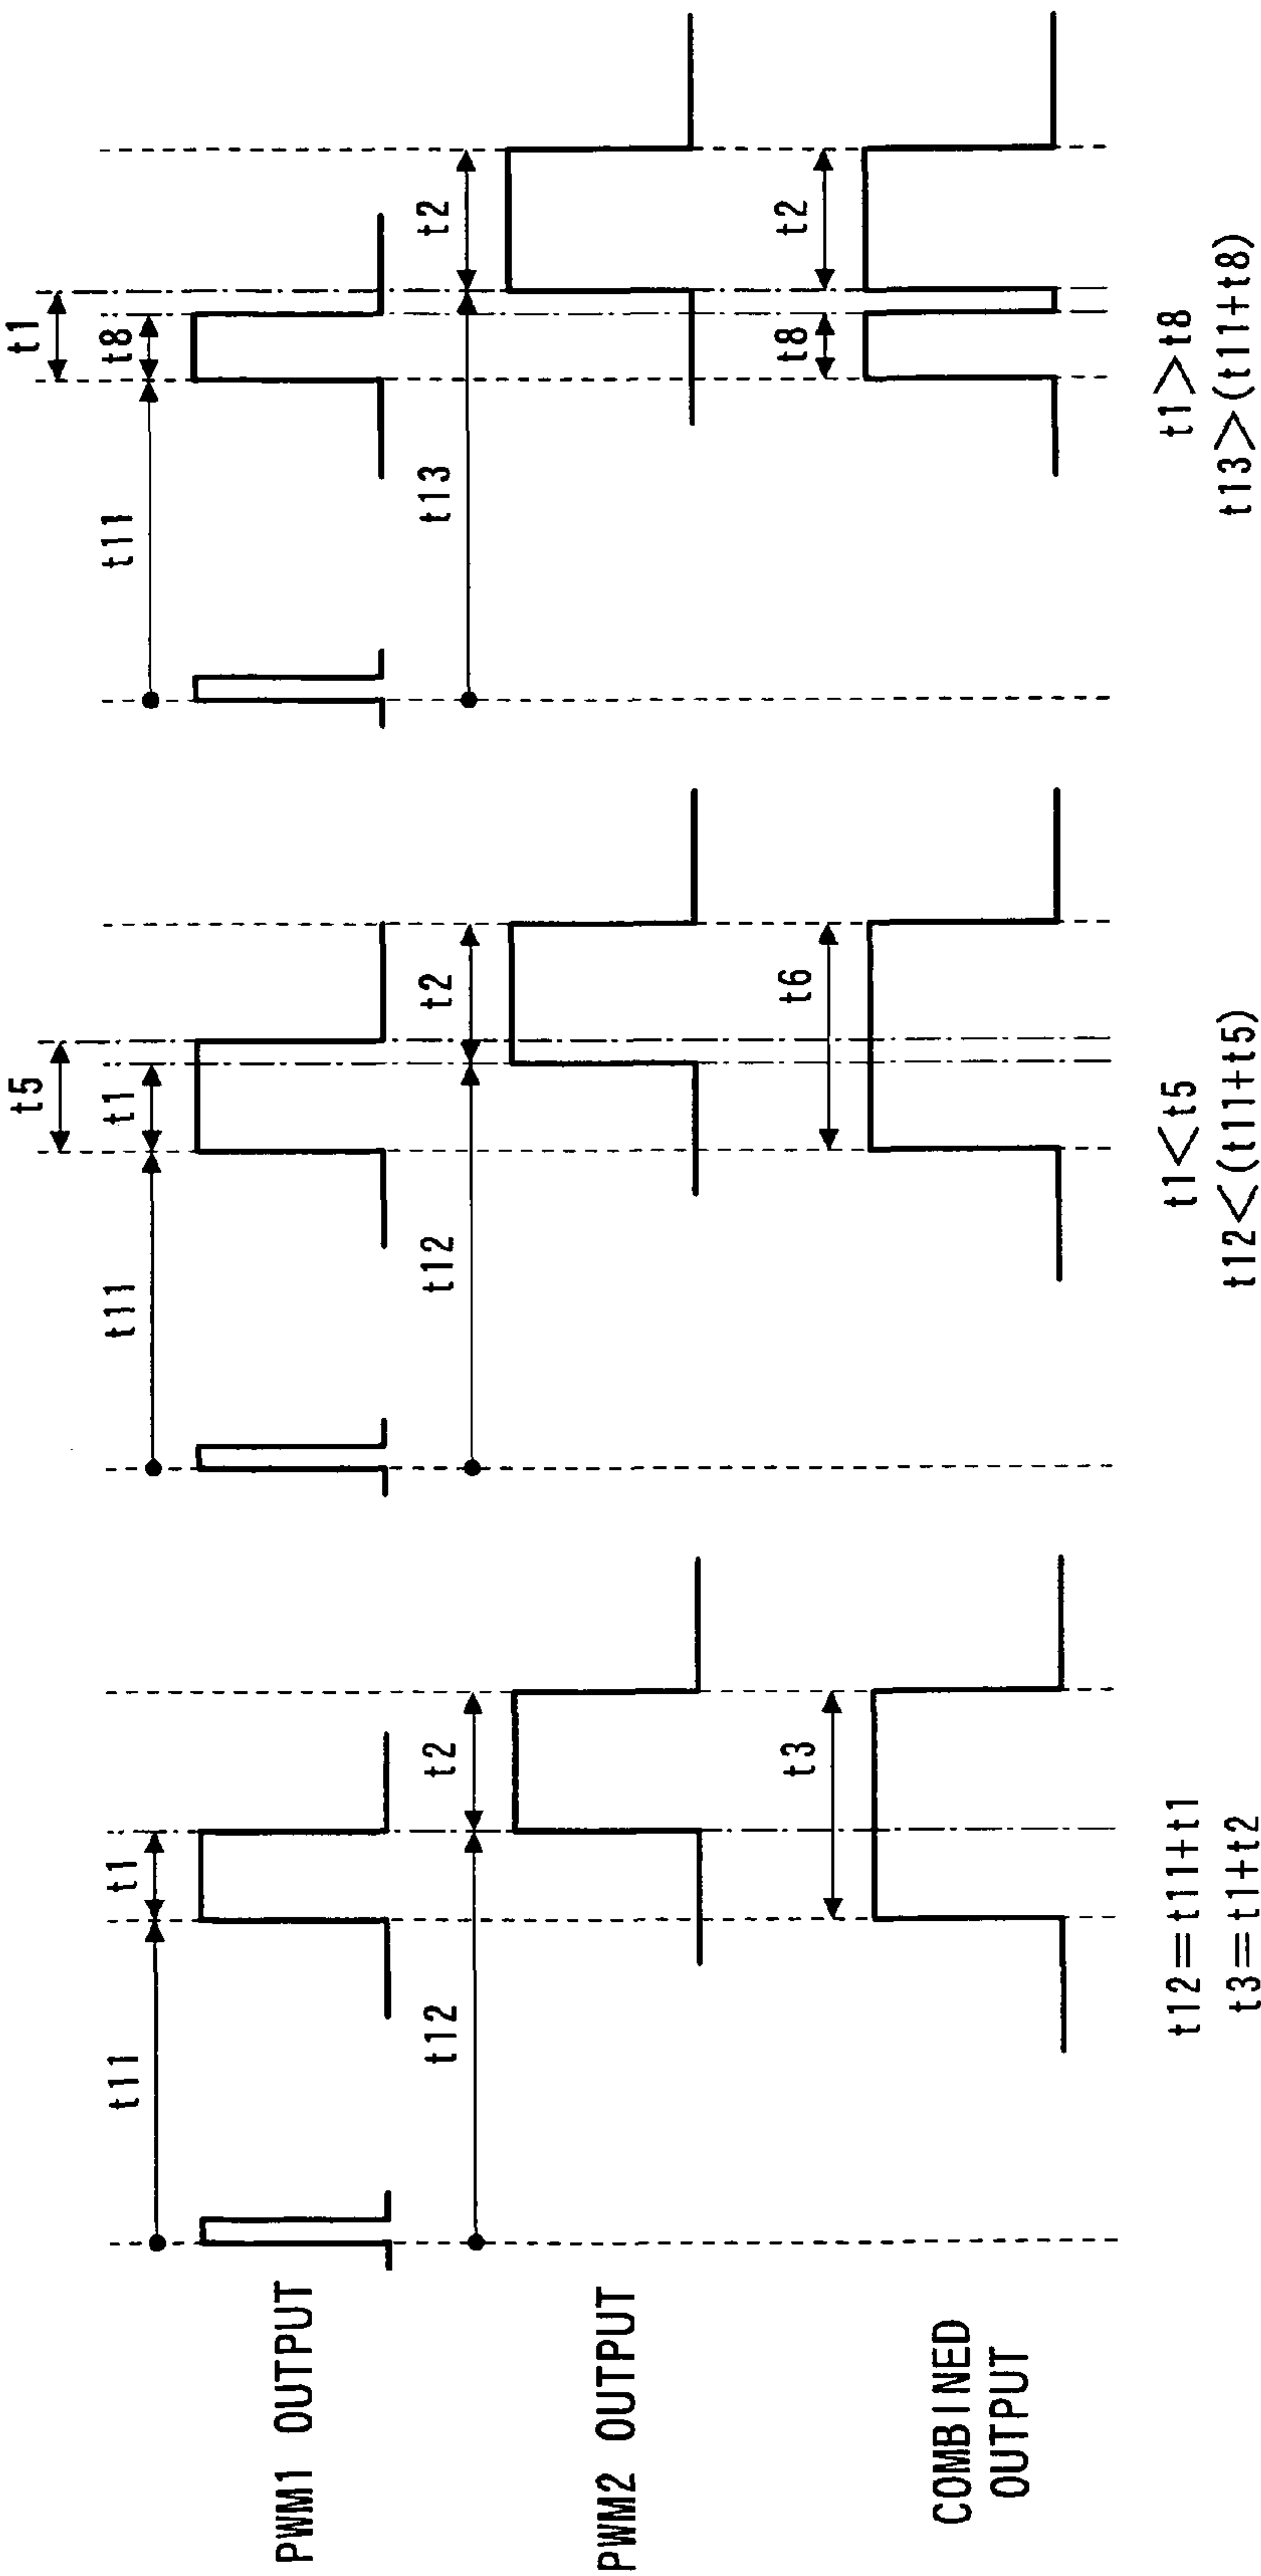 t11
t1
t11
t5
t1
t11
t1
t8
PWM1 OUTPUT
t12
t2
t12
t2
t13
t2
PWM2 OUTPUT
t3
t6
t8
t2
COMBINED
OUTPUT
t12=t11+t1
t3=t1+t2
t1<t5
t12<(t11+t5)
t1>t8
t13>(t11+t8)